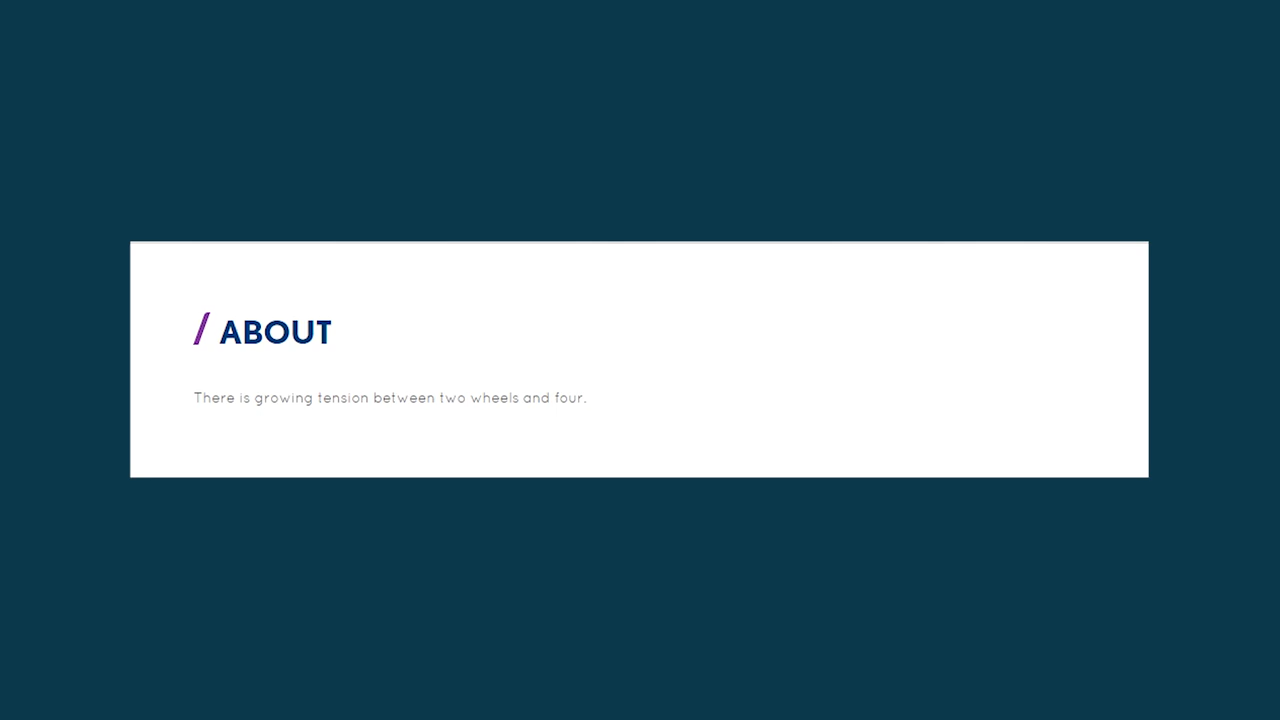 / ABOUT
There is growing tension between two wheels and four.